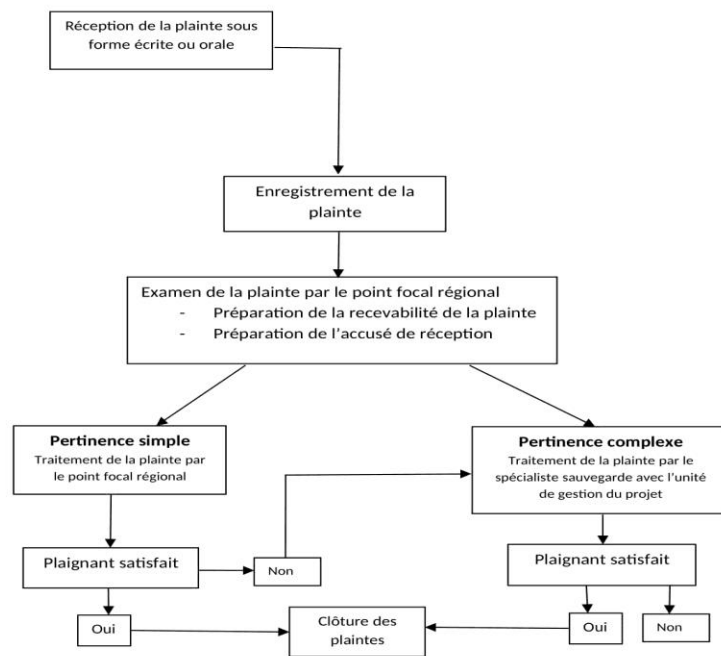 Réception de la plainte sous
forme écrite ou orale
Enregistrement de la
plainte
Examen de la plainte par le point focal régional
- Préparation de la recevabilité de la plainte
- Préparation de l'accusé de réception
Pertinence simple
Traitement de la plainte par
le point focal régional
Pertinence complexe
Traitement de la plainte par le
spécialiste sauvegarde avec l'unité
de gestion du projet
Plaignant satisfait
Non
Plaignant satisfait
Oui
Clôture des
plaintes
Oui
Non